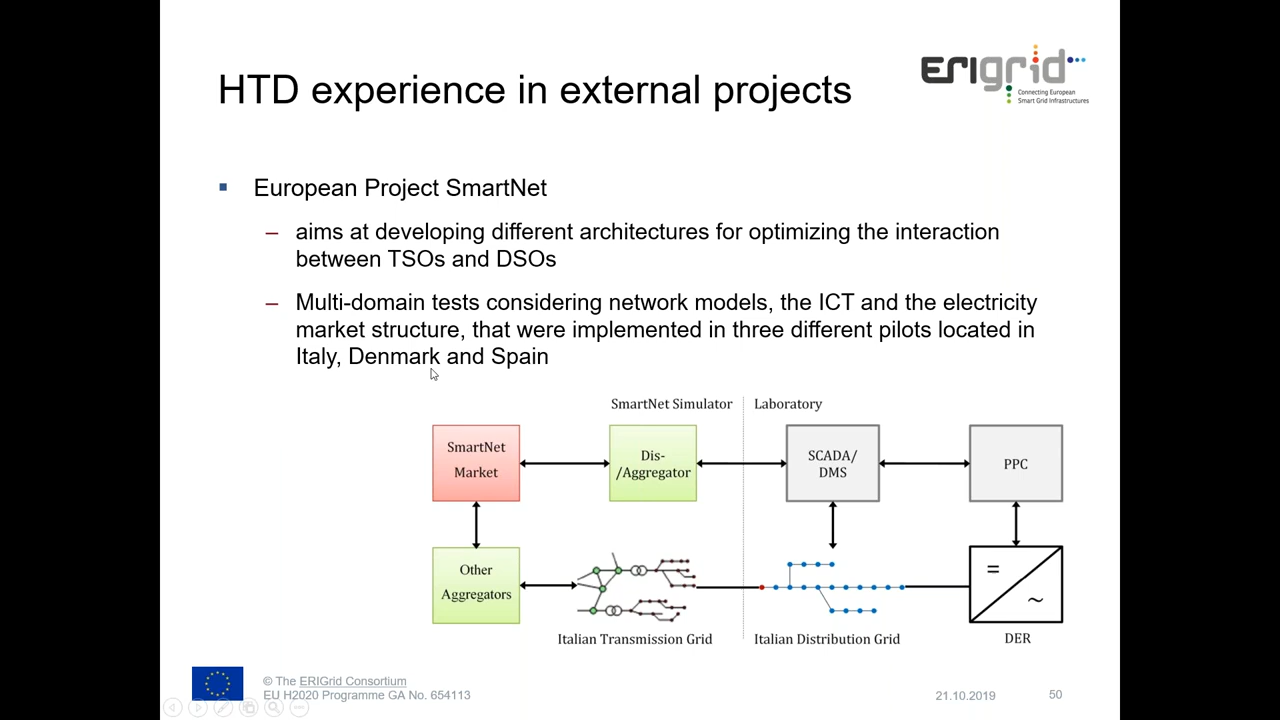 HTD experience in external projects
ERIgrid
Connecting European
Smart Grid Infrastructures
European Project SmartNet
– aims at developing different architectures for optimizing the interaction
between TSOs and DSOs
– Multi-domain tests considering network models, the ICT and the electricity
market structure, that were implemented in three different pilots located in
Italy, Denmark and Spain
SmartNet Simulator
Laboratory
SmartNet
Market
Dis-
/Aggregator
SCADA/
DMS
PPC
Other
Aggregators
=
~
Italian Transmission Grid
Italian Distribution Grid
DER
© The ERIGrid Consortium
EU H2020 Programme GA No. 654113
21.10.2019
50